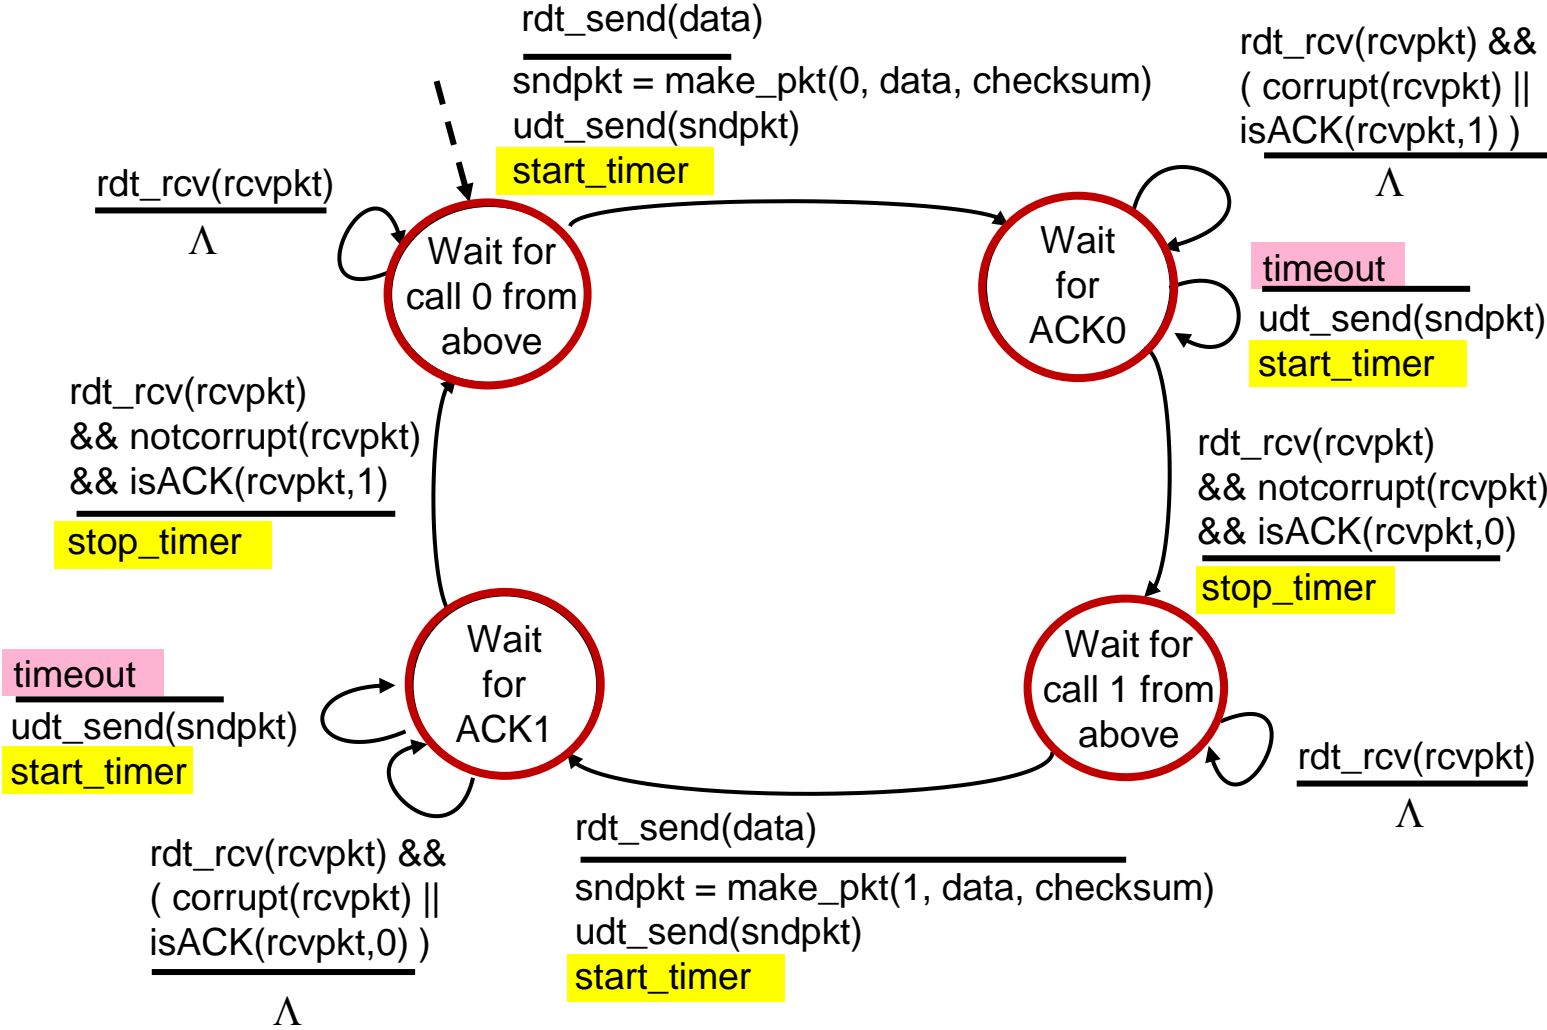 rdt_send(data)
sndpkt = make_pkt(0, data, checksum)
udt_send(sndpkt)
start_timer
rdt_rcv(rcvpkt) &&
( corrupt(rcvpkt) ||
isACK(rcvpkt,1) )
Λ
rdt_rcv(rcvpkt)
Λ
Wait for
call 0 from
above
Wait
for
ACK0
timeout
udt_send(sndpkt)
start_timer
rdt_rcv(rcvpkt)
&& notcorrupt(rcvpkt)
&& isACK(rcvpkt,1)
stop_timer
rdt_rcv(rcvpkt)
&& notcorrupt(rcvpkt)
&& isACK(rcvpkt,0)
stop_timer
Wait
for
ACK1
Wait for
call 1 from
above
timeout
udt_send(sndpkt)
start_timer
rdt_rcv(rcvpkt)
Λ
rdt_rcv(rcvpkt) &&
( corrupt(rcvpkt) ||
isACK(rcvpkt,0) )
Λ
rdt_send(data)
sndpkt = make_pkt(1, data, checksum)
udt_send(sndpkt)
start_timer